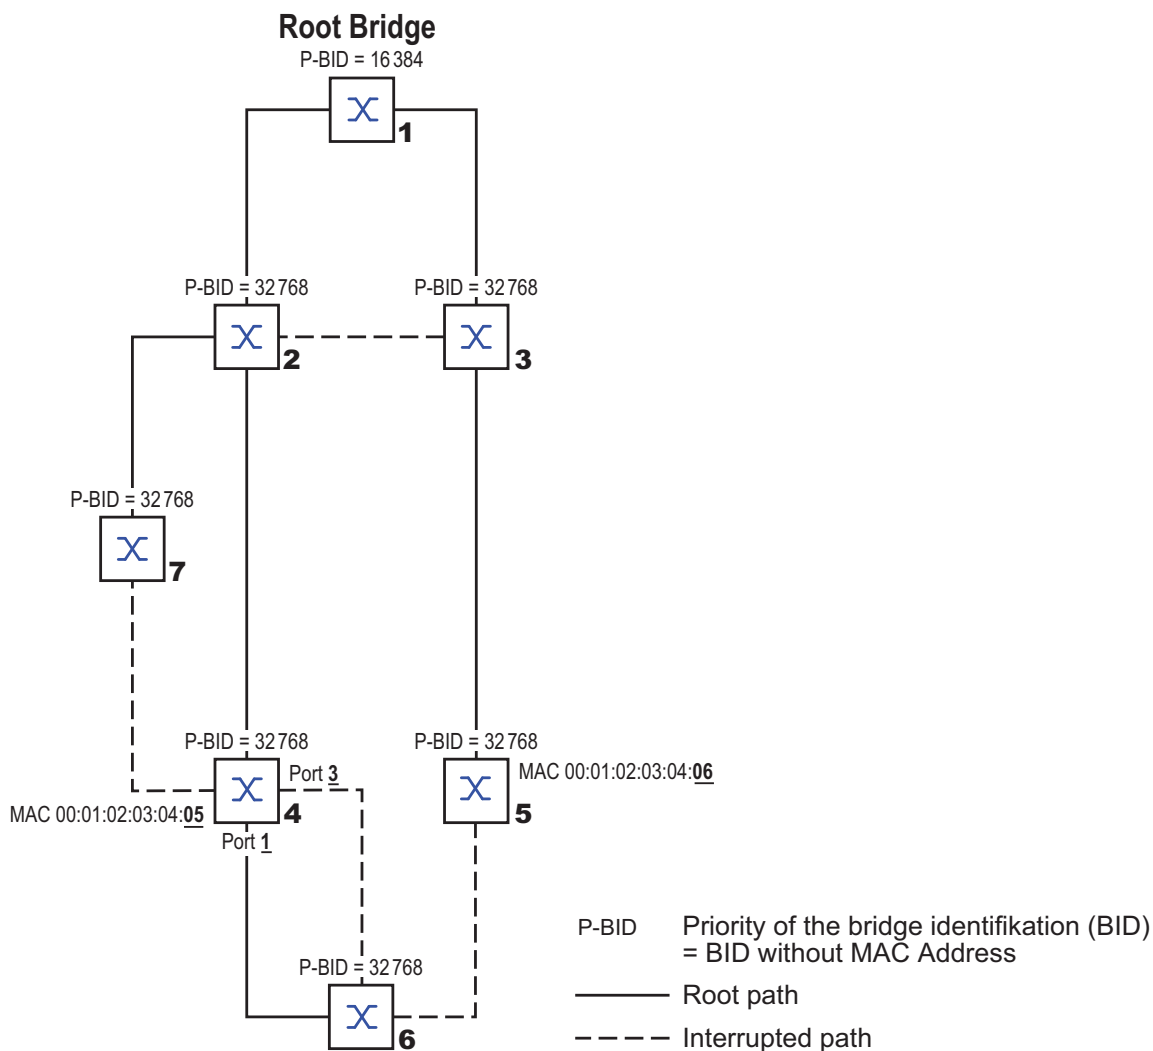 Root Bridge
P-BID = 16 384
1
P-BID = 32 768
P-BID = 32 768
2
3
P-BID = 32 768
7
P-BID = 32 768
P-BID = 32 768
Port 3
MAC 00:01:02:03:04:06
MAC 00:01:02:03:04:05
4
5
Port 1
P-BID = 32 768
6
P-BID Priority of the bridge identifikation (BID)
= BID without MAC Address
Root path
Interrupted path